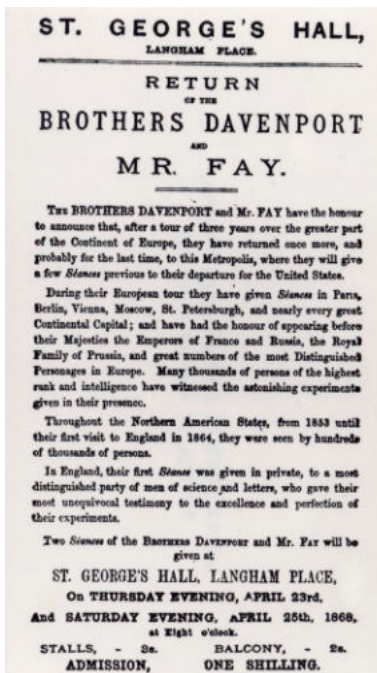 ST. GEORGE'S HALL,
LANGHAM PLACE.
RETURN
OF THE
BROTHERS DAVENPORT
AND
MR. FAY.
THE BROTHERS DAVENPORT and Mr. FAY have the honour
to announce that, after a tour of three years over the greater part
of the Continent of Europe, they have returned once more, and
probably for the last time, to this Metropolis, where they will give
a few Séances previous to their departure for the United States.
During their European tour they have given Séances in Paris,
Berlin, Vienna, Moscow, St. Petersburgh, and nearly every great
Continental Capital; and have had the honour of appearing before
their Majesties the Emperors of France and Russia, the Royal
Family of Prussia, and great numbers of the most Distinguished
Personages in Europe. Many thousands of persons of the highest
rank and intelligence have witnessed the astonishing experiments
given in their presence.
Throughout the Northern American States, from 1853 until
their first visit to England in 1864, they were seen by hundreds
of thousands of persons.
In England, their first Séance was given in private, to a most
distinguished party of men of science and letters, who gave their
most unequivocal testimony to the excellence and perfection of
their experiments.
Two Séances of the BROTHERS DAVENPORT and Mr. FAY will be
given at
ST. GEORGE'S HALL, LANGHAM PLACE,
On THURSDAY EVENING, APRIL 23rd,
And SATURDAY EVENING, APRIL 25th, 1868,
at Eight o'clock.
STALLS, - 3s. BALCONY, - 2s.
ADMISSION, ONE SHILLING.